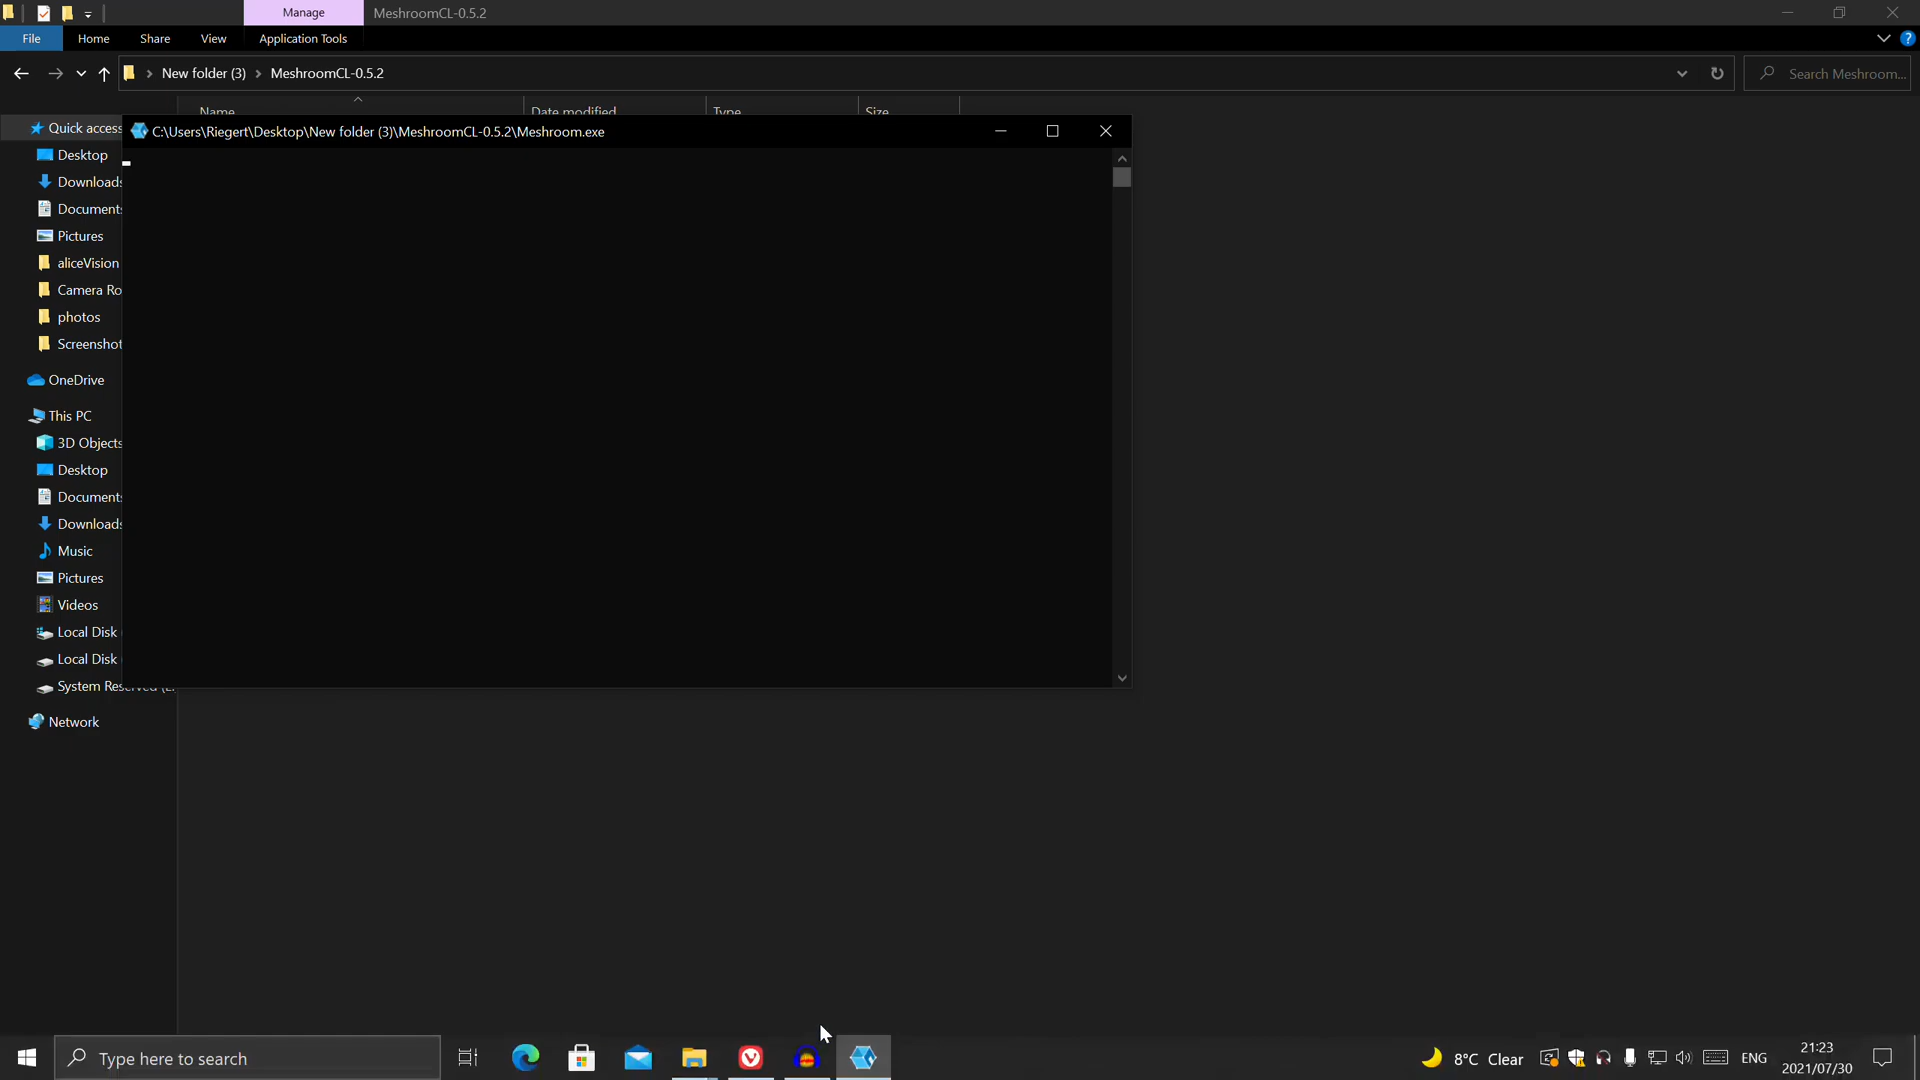 Manage
MeshroomCL-0.5.2
File
Home
Share
View
Application Tools
New folder (3)
MeshroomCL-0.5.2
Search Meshroom...
Name
Date modified
Type
Size
C:\Users\Riegert\Desktop\New folder (3)\MeshroomCL-0.5.2\Meshroom.exe
Quick access
Desktop
Downloads
Documents
Pictures
aliceVision
Camera Ro
photos
Screenshot
OneDrive
This PC
3D Objects
Desktop
Documents
Downloads
Music
Pictures
Videos
Local Disk
Local Disk
System Reserved
Network
Type here to search
8°C Clear
ENG
21:23
2021/07/30